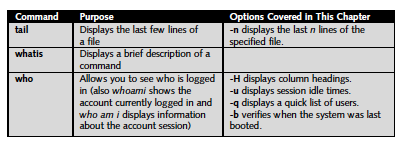 Command Purpose Options Covered in This Chapter
tail Displays the last few lines of -n displays the last n lines of the
a file specified file.
whatis Displays a brief description of a
command
who Allows you to see who is logged -H displays column headings.
in (also whoami shows the -u displays session idle times.
account currently logged in and -q displays a quick list of users.
who am i displays information -b verifies when the system was last
about the account session) booted.